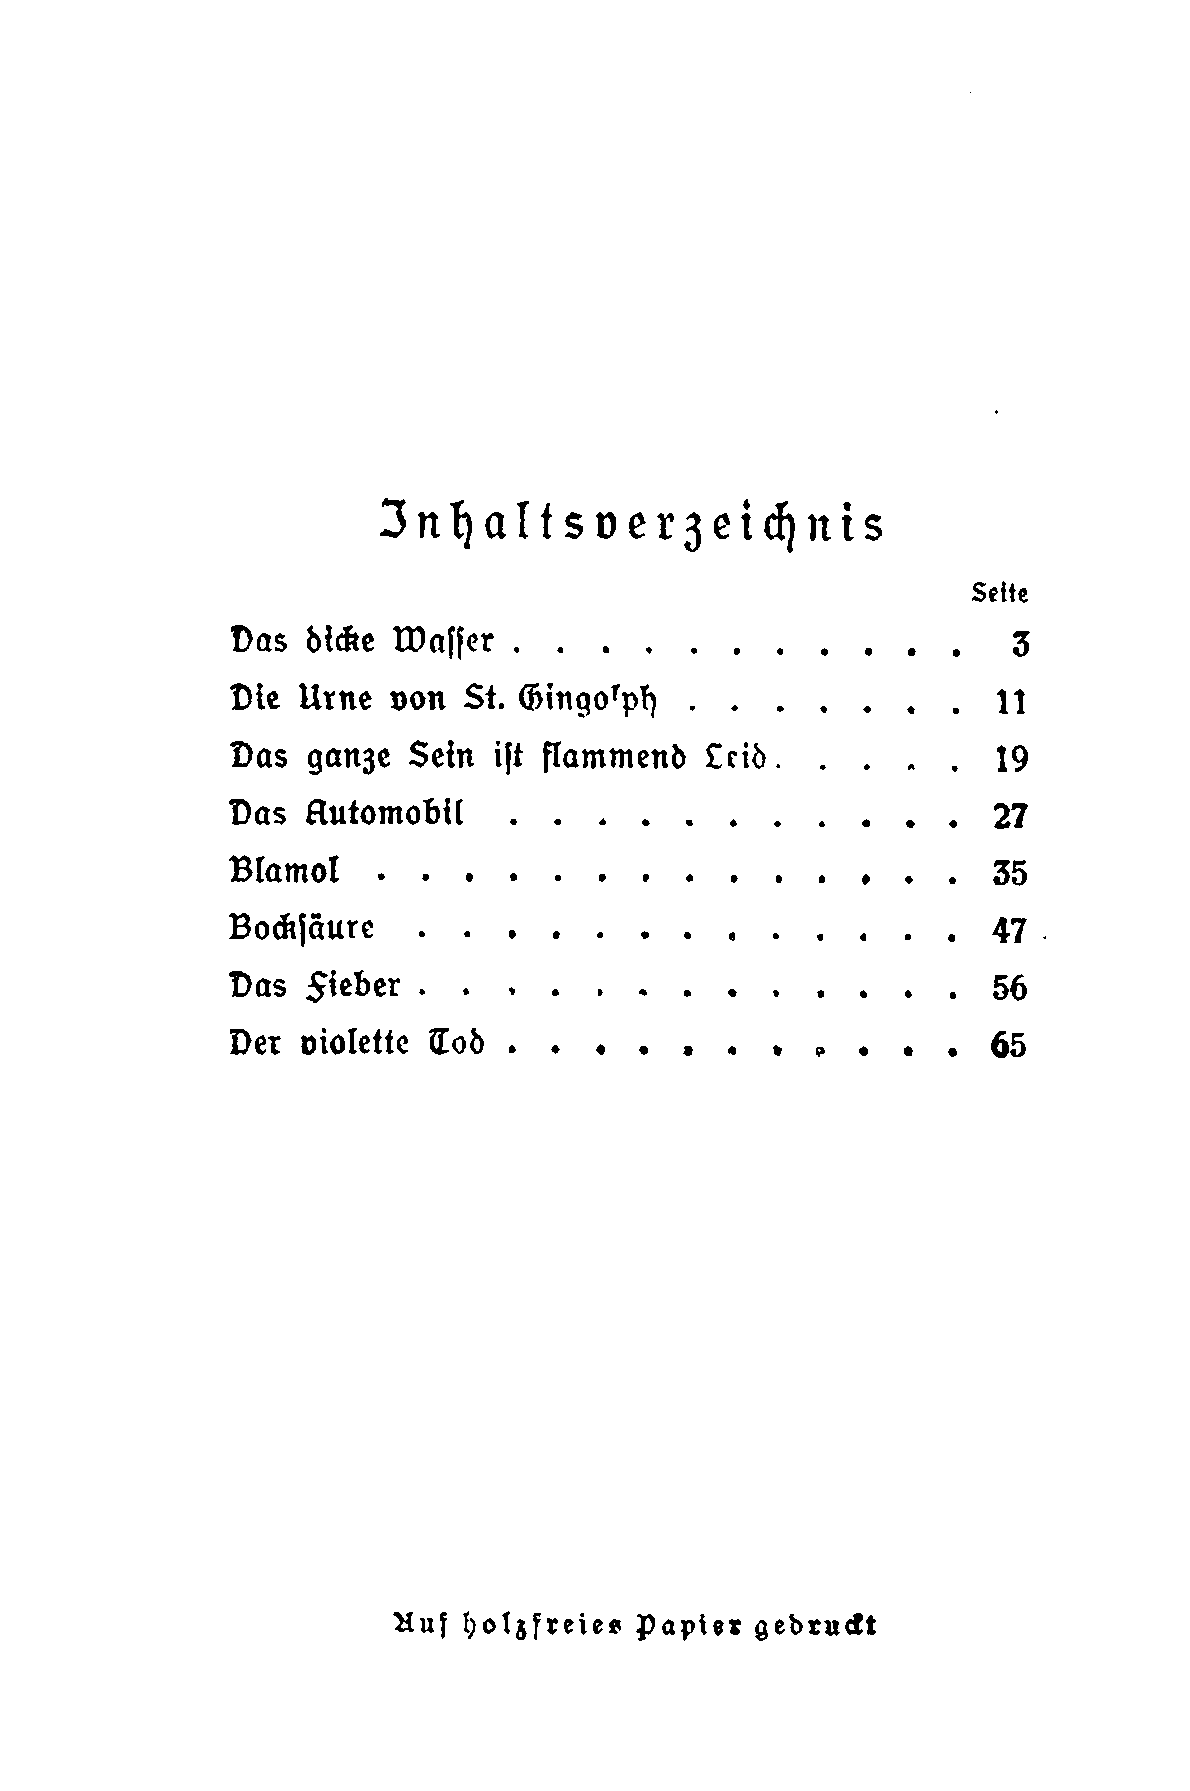 Inhaltsverzeichnis
Seite
Das dicke Wasser . . . . . . . . . . . 3
Die Urne von St. Gingolph . . . . . . . 11
Das ganze Sein ist flammend Leid . . . . . 19
Das Automobil . . . . . . . . . . . 27
Blamol . . . . . . . . . . . . . . 35
Bocksäure . . . . . . . . . . . . . 47
Das Fieber . . . . . . . . . . . . . 56
Der violette Tod . . . . . . . . . . . 65
Auf holzfreies Papier gedruckt